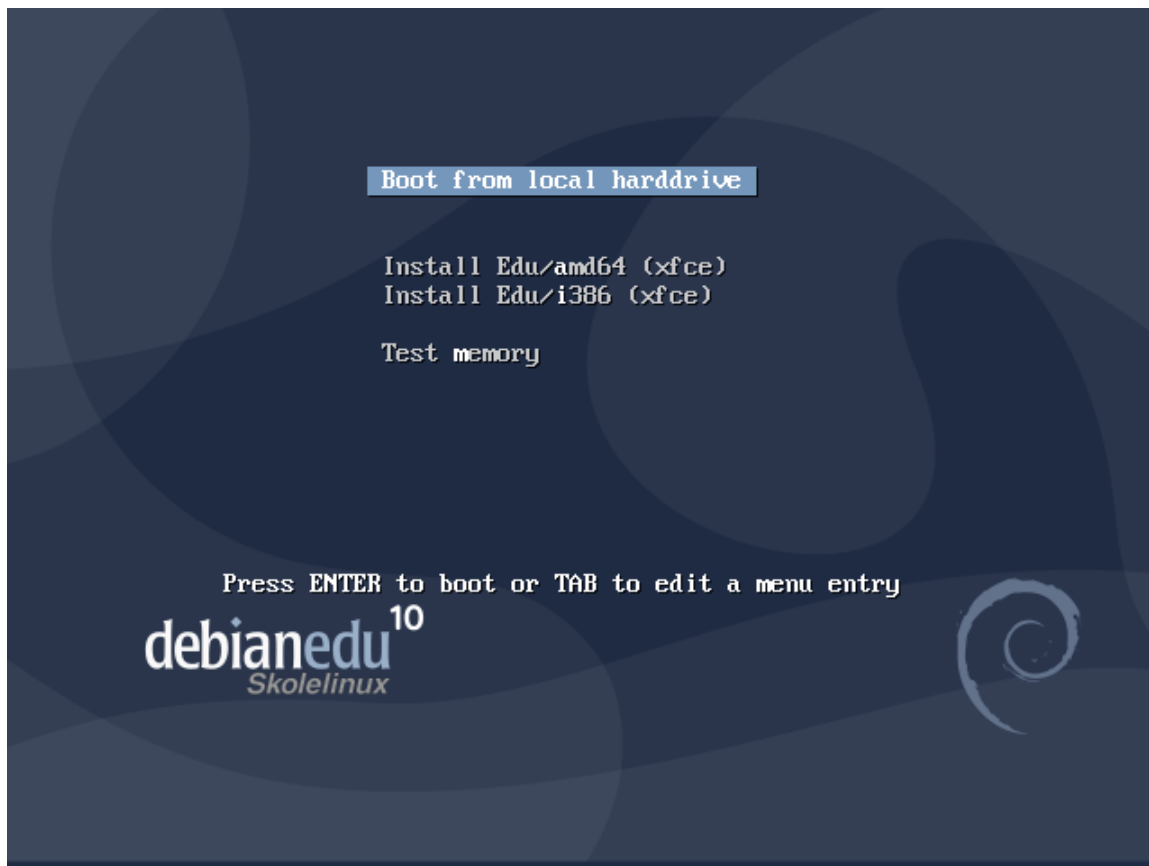 Boot from local harddrive
Install Edu/amd64 (xfce)
Install Edu/i386 (xfce)
Test memory
Press ENTER to boot or TAB to edit a menu entry
debianedu 10
Skolelinux